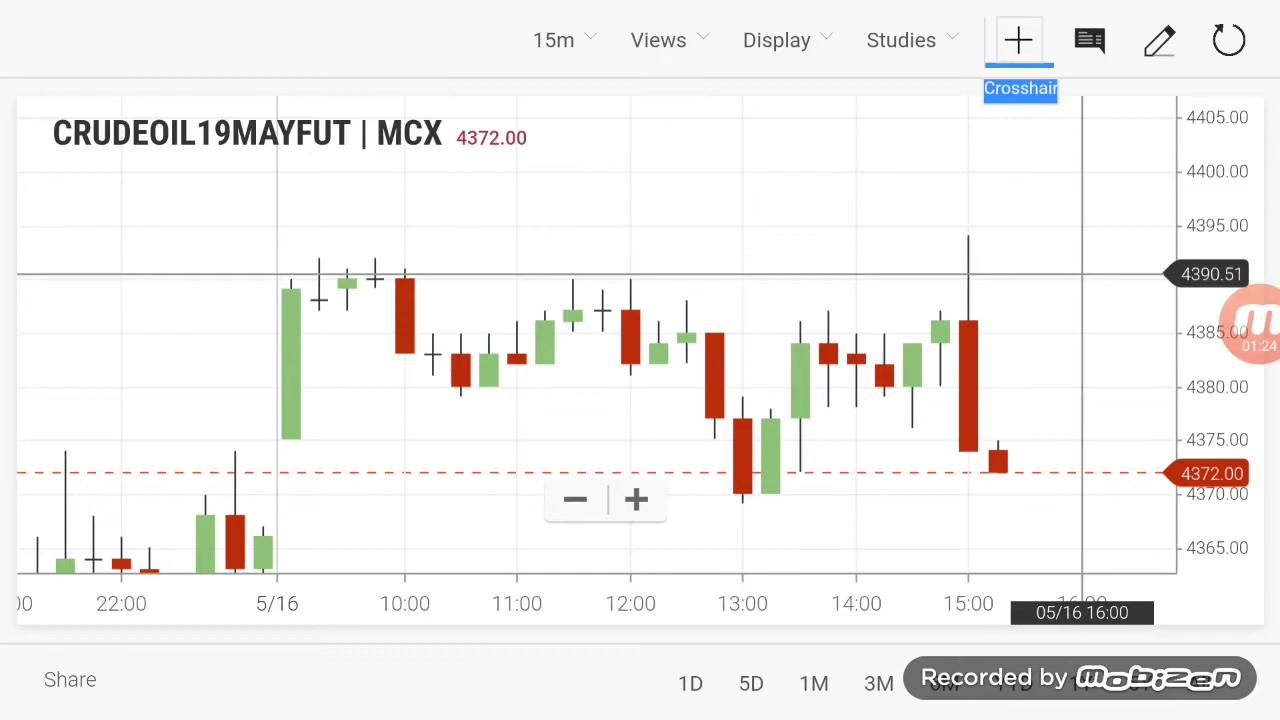 15m Views Display Studies
Crosshair
CRUDEOIL19MAYFUT | MCX 4372.00
4405.00
4400.00
4395.00
4390.51
4385.00
01:24
4380.00
4375.00
4372.00
4370.00
4365.00
00 22:00 5/16 10:00 11:00 12:00 13:00 14:00 15:00
05/16 16:00
Share 1D 5D 1M 3M
Recorded by mobizen